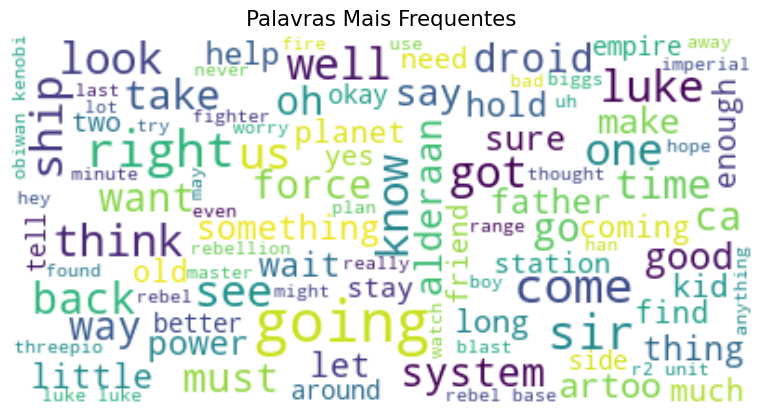 Palavras Mais Frequentes
obiwan kenobi
look
ship
last
lot
two
try
take
help
never
fire
oh
well
okay
use
need
say
hold
droid
bad
biggs
uh
empire
luke
away
imperial
make
enough
right
us
fighter
worry
planet
yes
force
know
alderaan
got
sure
one
thought
hope
time
father
go
coming
ca
minute
hey
want
may
even
something
plan
tell
think
found
rebellion
old
master
wait
really
friend
range
han
good
station
back
rebel
see
might
stay
watch
boy
come
kid
find
anything
way
better
power
going
long
blast
sir
thing
threepio
little
luke luke
must
let
around
system
rebel base
side
artoo
r2 unit
much